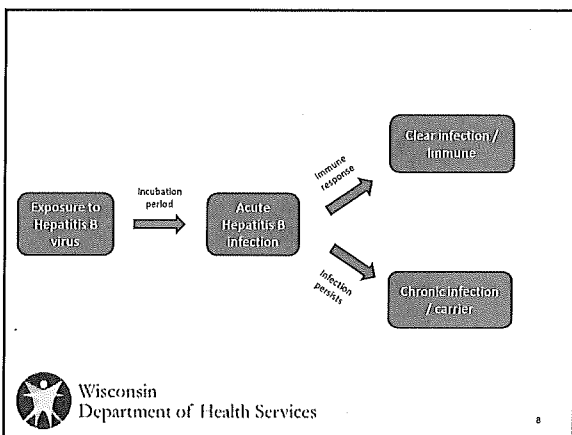 Exposure to
Hepatitis B
virus
Incubation
period
Acute
Hepatitis B
infection
Immune
response
Clear infection /
Immune
Infection
persists
Chronic infection
/ carrier
Wisconsin
Department of Health Services
8